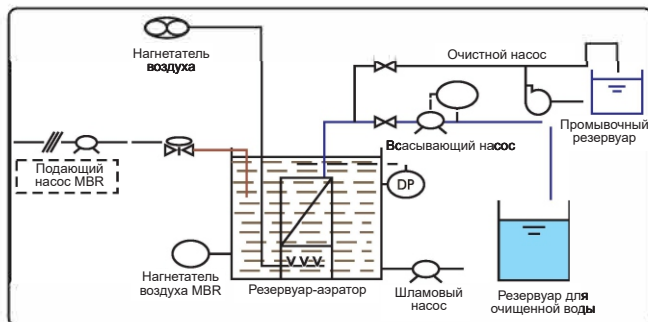 Нагнетатель
воздуха
Очистной насос
Промывочный
резервуар
Всасывающий насос
Подающий
насос MBR
DP
Нагнетатель
воздуха MBR
Резервуар-аэратор
Шламовый
насос
Резервуар для
очищенной воды